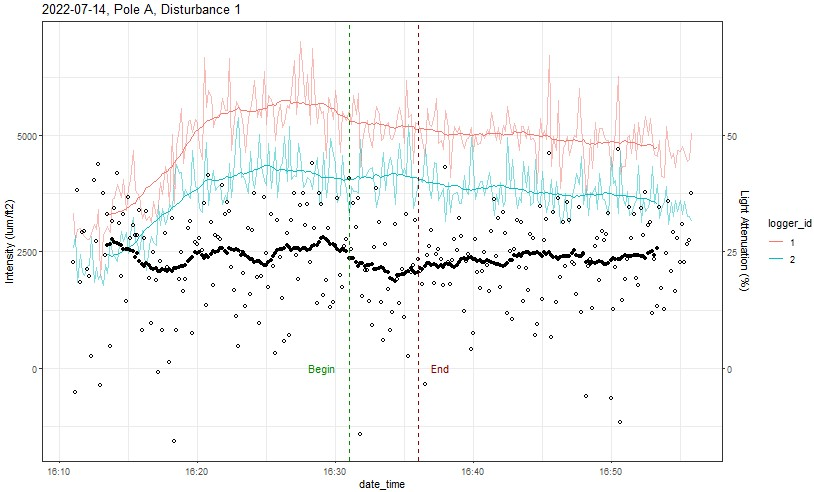 2022-07-14, Pole A, Disturbance 1
Intensity (lum/ft2)
5000
2500
0
50
25
0
Light Attenuation (%)
logger_id
1
2
Begin
End
16:10
16:20
16:30
16:40
16:50
date_time